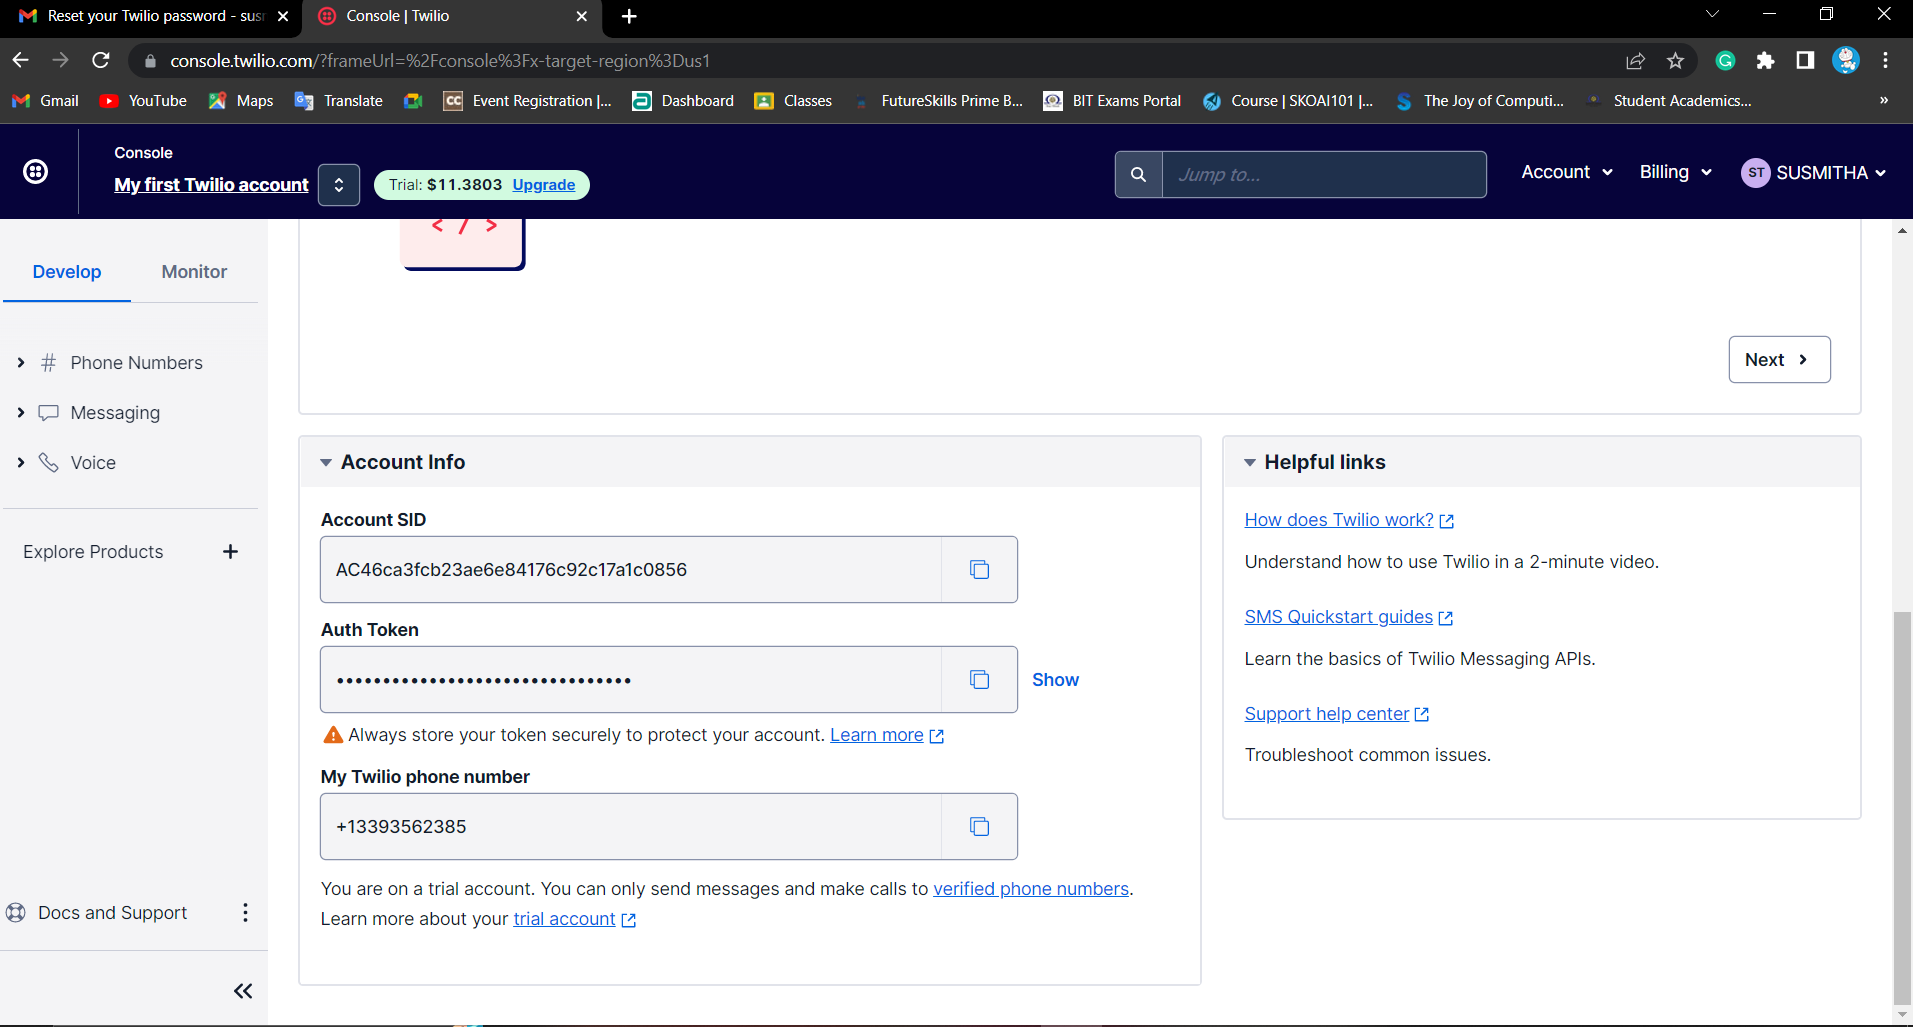 Reset your Twilio password - sus
Console | Twilio
console.twilio.com/?frameUrl=%2Fconsole%3Fx-target-region%3Dus1
Gmail YouTube Maps Translate Event Registration |... Dashboard Classes FutureSkills Prime B... BIT Exams Portal Course | SKOAI101 |... The Joy of Computi... Student Academics... »
Console
My first Twilio account
Trial: $11.3803 Upgrade
Jump to...
Account
Billing
ST SUSMITHA
Develop Monitor
Phone Numbers
Messaging
Voice
Explore Products +
Docs and Support
< / >
Next
Account Info
Account SID
AC46ca3fcb23ae6e84176c92c17a1c0856
Auth Token
••••••••••••••••••••••••••••••••
Show
Always store your token securely to protect your account. Learn more
My Twilio phone number
+13393562385
You are on a trial account. You can only send messages and make calls to verified phone numbers.
Learn more about your trial account
Helpful links
How does Twilio work?
Understand how to use Twilio in a 2-minute video.
SMS Quickstart guides
Learn the basics of Twilio Messaging APIs.
Support help center
Troubleshoot common issues.